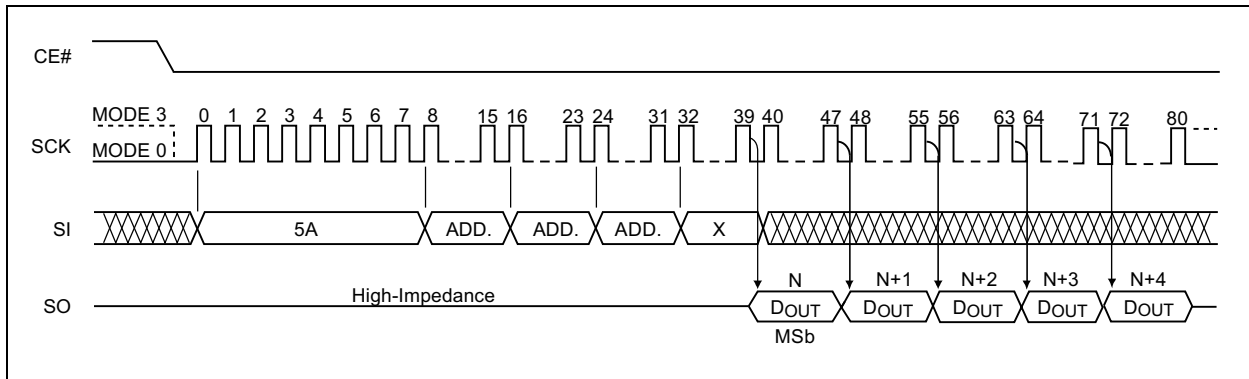 CE#
MODE 3
0 1 2 3 4 5 6 7 8 15 16 23 24 31 32 39 40 47 48 55 56 63 64 71 72 80
SCK
MODE 0
SI
5A ADD. ADD. ADD. X
N N+1 N+2 N+3 N+4
High-Impedance
SO
DOUT DOUT DOUT DOUT DOUT
MSb